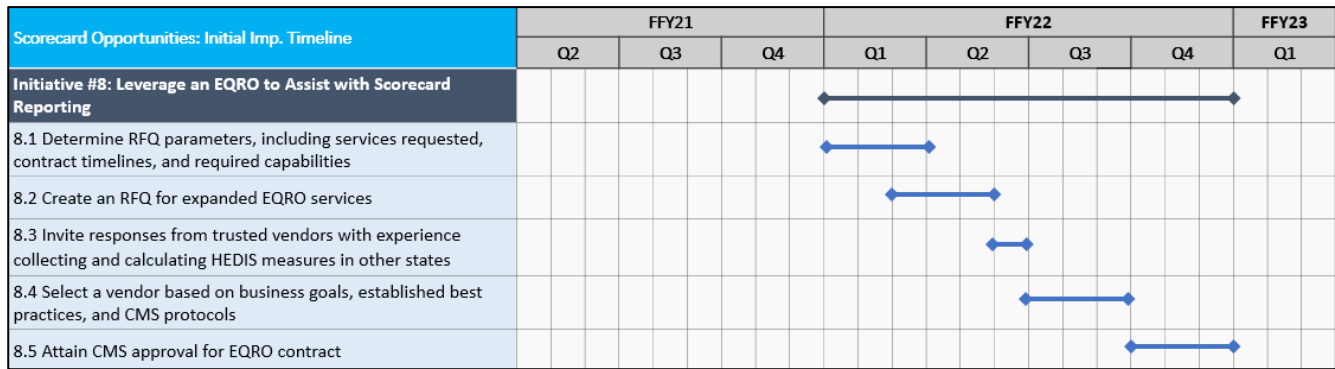 Scorecard Opportunities: Initial Imp. Timeline
FFY21
FFY22
FFY23
Q2
Q3
Q4
Q1
Q2
Q3
Q4
Q1
Initiative #8: Leverage an EQRO to Assist with Scorecard
Reporting
8.1 Determine RFQ parameters, including services requested,
contract timelines, and required capabilities
8.2 Create an RFQ for expanded EQRO services
8.3 Invite responses from trusted vendors with experience
collecting and calculating HEDIS measures in other states
8.4 Select a vendor based on business goals, established best
practices, and CMS protocols
8.5 Attain CMS approval for EQRO contract